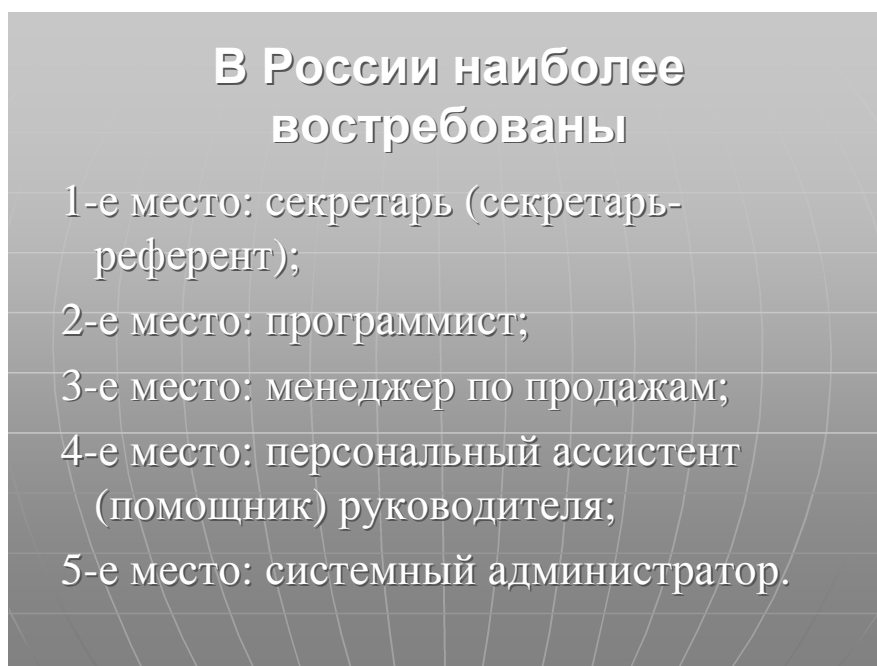 В России наиболее
востребованы
1-е место: секретарь (секретарь-
референт);
2-е место: программист;
3-е место: менеджер по продажам;
4-е место: персональный ассистент
(помощник) руководителя;
5-е место: системный администратор.